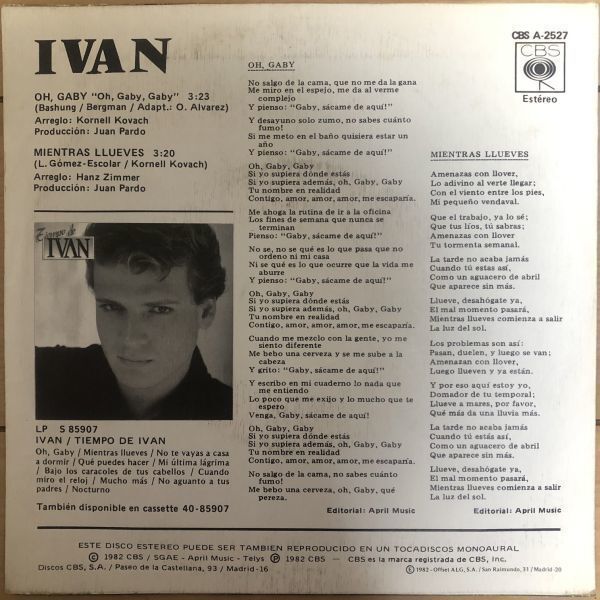 IVAN
OH, GABY "Oh, Gaby, Gaby" 3:23
(Bashung / Bergman / Adapt.: O. Alvarez)
Arreglo: Kornell Kovach
Producción: Juan Pardo
MIENTRAS LLUEVES 3:20
(L. Gómez-Escolar / Kornell Kovach)
Arreglo: Hanz Zimmer
Producción: Juan Pardo
Tiempo de
IVAN
LP S 85907
IVAN / TIEMPO DE IVAN
Oh, Gaby / Mientras llueves / No te vayas a casa
a dormir / Qué puedes hacer / Mi última lágrima
/ Bajo los caracoles de tus cabellos / Cuando
miro el reloj / Mucho más / No aguanto a tus
padres / Nocturno
También disponible en cassette 40-85907
OH, GABY
No salgo de la cama, que no me da la gana
Me miro en el espejo, me da al verme
complejo
Y pienso: "Gaby, sácame de aquí!"
Y desayuno solo zumo, no sabes cuánto
fumo!
Si me meto en el baño quisiera estar un
año
Y pienso: "Gaby, sácame de aquí!"
Oh, Gaby, Gaby
Si yo supiera dónde estás
Si yo supiera además, oh, Gaby, Gaby
Tu nombre en realidad
Contigo, amor, amor, amor, me escaparía.
Me ahoga la rutina de ir a la oficina
Los fines de semana que nunca se
terminan
Pienso: "Gaby, sácame de aquí!"
No se, no se qué es lo que pasa que no
ordeno ni mi casa
Ni se qué es lo que ocurre que la vida me
aburre
Y pienso: "Gaby, sácame de aquí!"
Oh, Gaby, Gaby
Si yo supiera dónde estás
Si yo supiera además, oh, Gaby, Gaby
Tu nombre en realidad
Contigo, amor, amor, amor, me escaparía.
Cuando me mezclo con la gente, yo me
siento diferente
Me bebo una cerveza y se me sube a la
cabeza
Y grito: "Gaby, sácame de aquí!"
Y escribo en mi cuaderno lo nada que
me entiendo
Lo poco que me exijo y lo mucho que te
espero
Venga, Gaby, sácame de aquí!
Oh, Gaby, Gaby
Si yo supiera dónde estás
Si yo supiera además, oh, Gaby, Gaby
Tu nombre en realidad
Contigo, amor, amor, amor, me escaparía.
No salgo de la cama, no sabes cuánto
fumo!
Me bebo una cerveza, oh, Gaby, qué
pereza.
Editorial: April Music
CBS A-2527
CBS
Estéreo
MIENTRAS LLUEVES
Amenazas con llover,
Lo adivino al verte llegar;
Con el viento entre los pies,
Mi pequeño vendaval.
Que el trabajo, ya lo sé;
Que tus líos, tú sabras;
Amenazas con llover
Tu tormenta semanal.
La tarde no acaba jamás
Cuando tú estas así,
Como un aguacero de abril
Que aparece sin más.
Llueve, desahógate ya,
El mal momento pasará,
Mientras llueves comienza a salir
La luz del sol.
Los problemas son así:
Pasan, duelen, y luego se van;
Amenazan con llover,
Luego llueven y ya están.
Y por eso aquí estoy yo,
Domador de tu temporal;
Llueve a mares, por favor,
Qué más da una lluvia más.
La tarde no acaba jamás
Cuando tú estás así,
Como un aguacero de abril
Que aparece sin más.
Llueve, desahógate ya,
El mal momento pasará,
Mientras llueves comienza a salir
La luz del sol.
Editorial: April Music
ESTE DISCO ESTEREO PUEDE SER TAMBIEN REPRODUCIDO EN UN TOCADISCOS MONOAURAL
© 1982 CBS / SGAE - April Music - Telys ℗ 1982 CBS - CBS es la marca registrada de CBS, Inc.
Discos CBS, S.A. / Paseo de la Castellana, 93 / Madrid-16
© 1982 - Offset ALG, S.A. / San Raimundo, 31 / Madrid-20